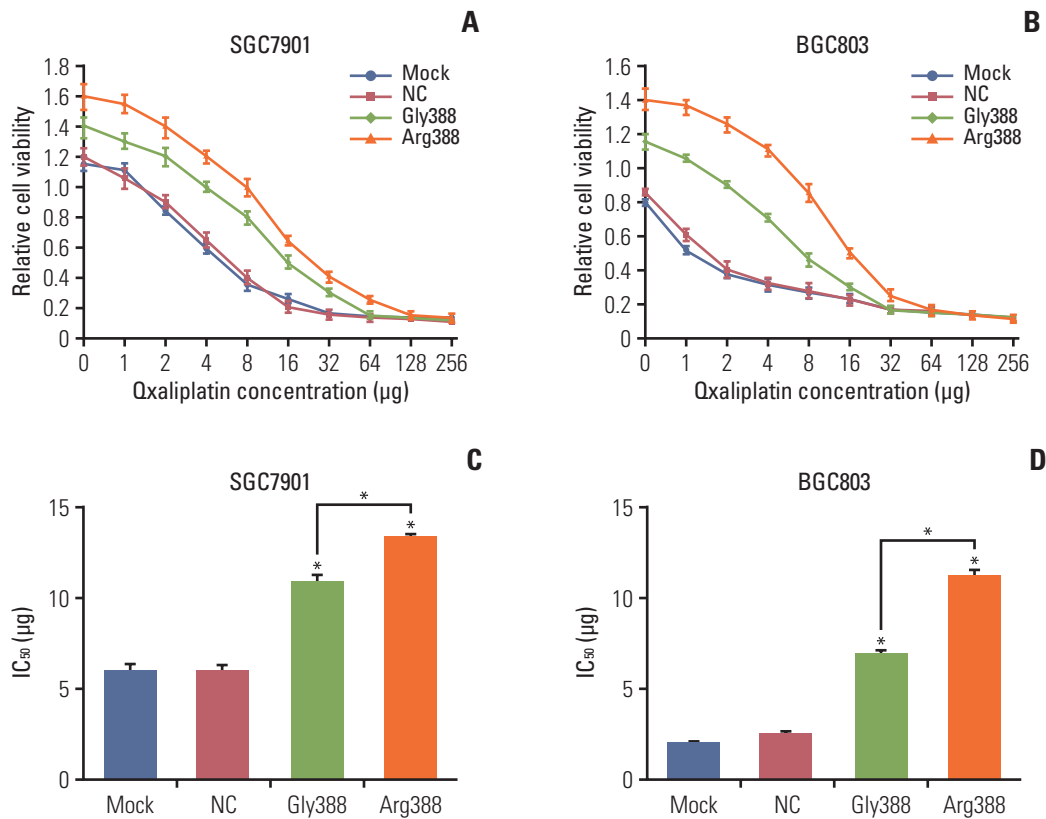 A
SGC7901
Mock
NC
Gly388
Arg388
Relative cell viability
1.8
1.6
1.4
1.2
1.0
0.8
0.6
0.4
0.2
0
0 1 2 4 8 16 32 64 128 256
Qxaliplatin concentration (µg)
B
BGC803
Mock
NC
Gly388
Arg388
Relative cell viability
1.6
1.4
1.2
1.0
0.8
0.6
0.4
0.2
0
0 1 2 4 8 16 32 64 128 256
Qxaliplatin concentration (µg)
C
SGC7901
IC₅₀ (µg)
15
10
5
0
*
*
*
Mock NC Gly388 Arg388
D
BGC803
IC₅₀ (µg)
15
10
5
0
*
*
*
Mock NC Gly388 Arg388